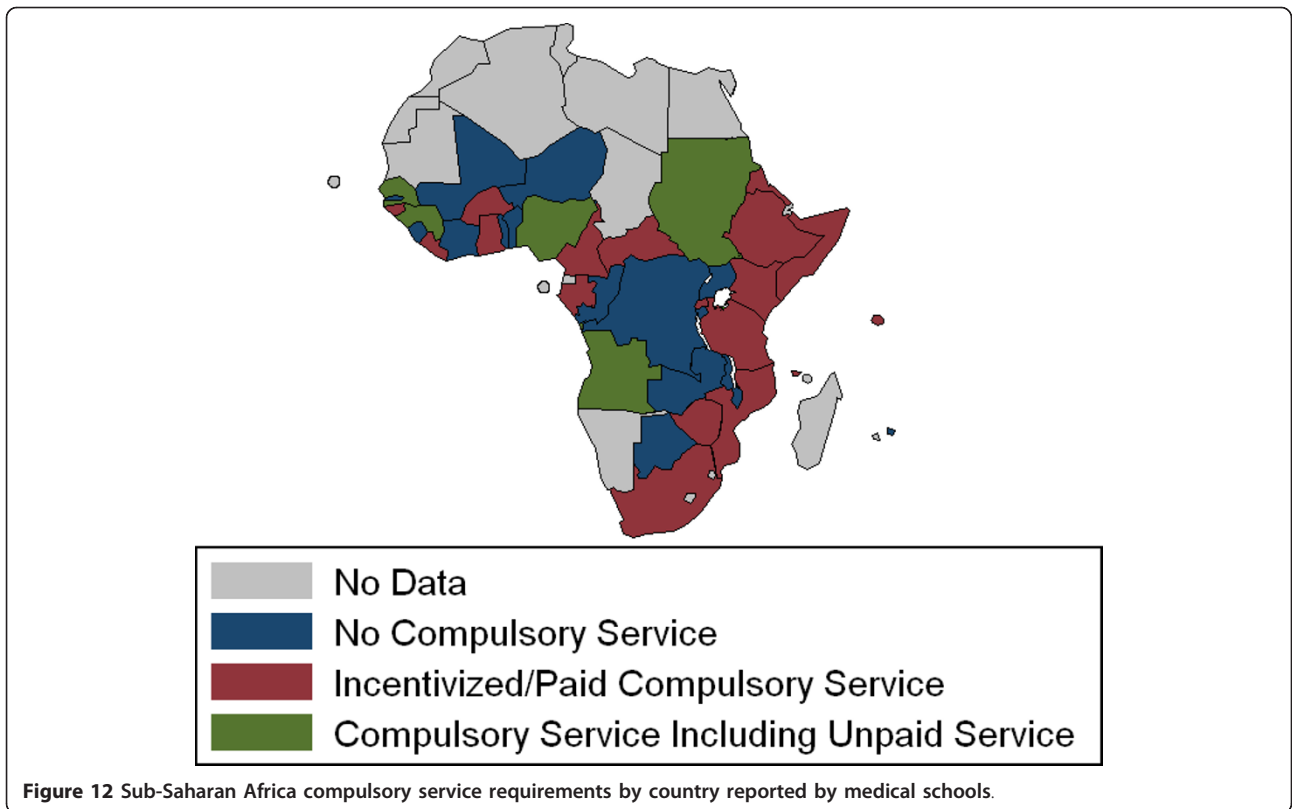 No Data
No Compulsory Service
Incentivized/Paid Compulsory Service
Compulsory Service Including Unpaid Service
Figure 12 Sub-Saharan Africa compulsory service requirements by country reported by medical schools.